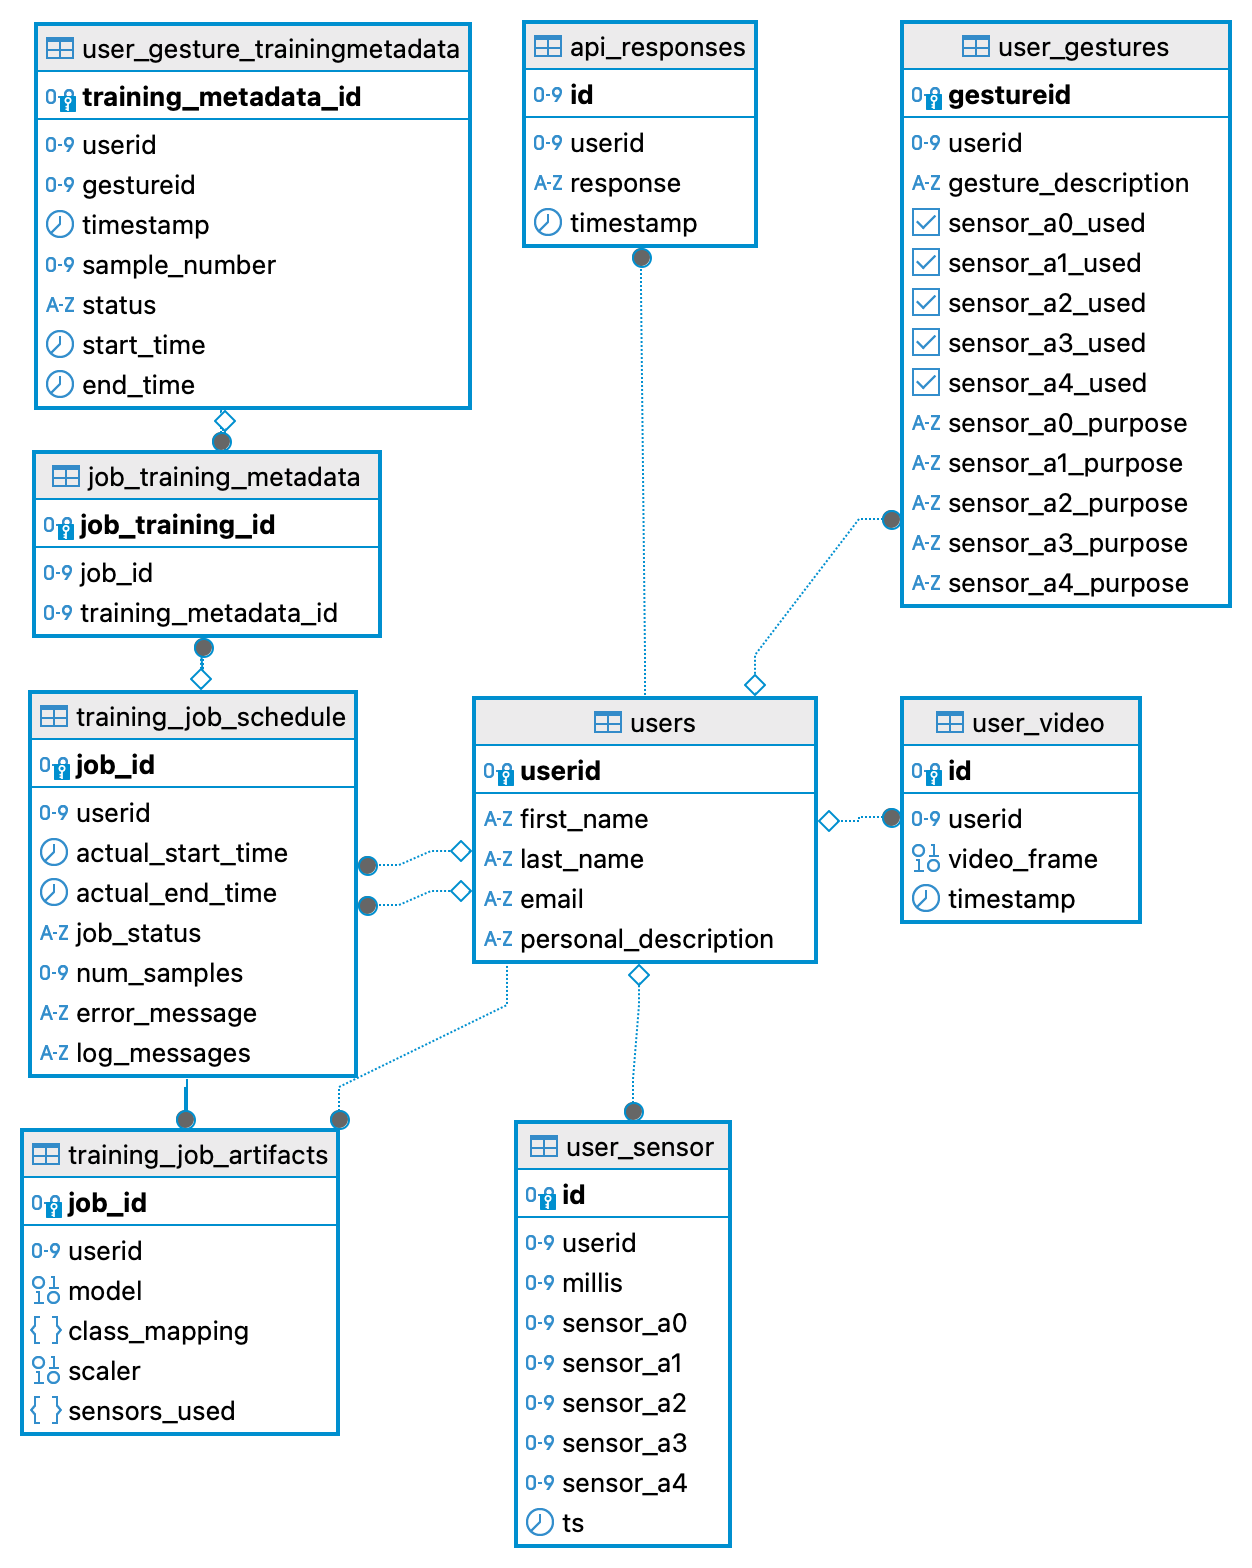 user_gesture_trainingmetadata
0-9 training_metadata_id
0-9 userid
0-9 gestureid
timestamp
0-9 sample_number
A-Z status
start_time
end_time
api_responses
0-9 id
0-9 userid
A-Z response
timestamp
user_gestures
0-9 gestureid
0-9 userid
A-Z gesture_description
sensor_a0_used
sensor_a1_used
sensor_a2_used
sensor_a3_used
sensor_a4_used
A-Z sensor_a0_purpose
A-Z sensor_a1_purpose
A-Z sensor_a2_purpose
A-Z sensor_a3_purpose
A-Z sensor_a4_purpose
job_training_metadata
0-9 job_training_id
0-9 job_id
0-9 training_metadata_id
training_job_schedule
0-9 job_id
0-9 userid
actual_start_time
actual_end_time
A-Z job_status
0-9 num_samples
A-Z error_message
A-Z log_messages
users
0-9 userid
A-Z first_name
A-Z last_name
A-Z email
A-Z personal_description
user_video
0-9 id
0-9 userid
01 10 video_frame
timestamp
training_job_artifacts
0-9 job_id
0-9 userid
01 10 model
{ } class_mapping
01 10 scaler
{ } sensors_used
user_sensor
0-9 id
0-9 userid
0-9 millis
0-9 sensor_a0
0-9 sensor_a1
0-9 sensor_a2
0-9 sensor_a3
0-9 sensor_a4
ts